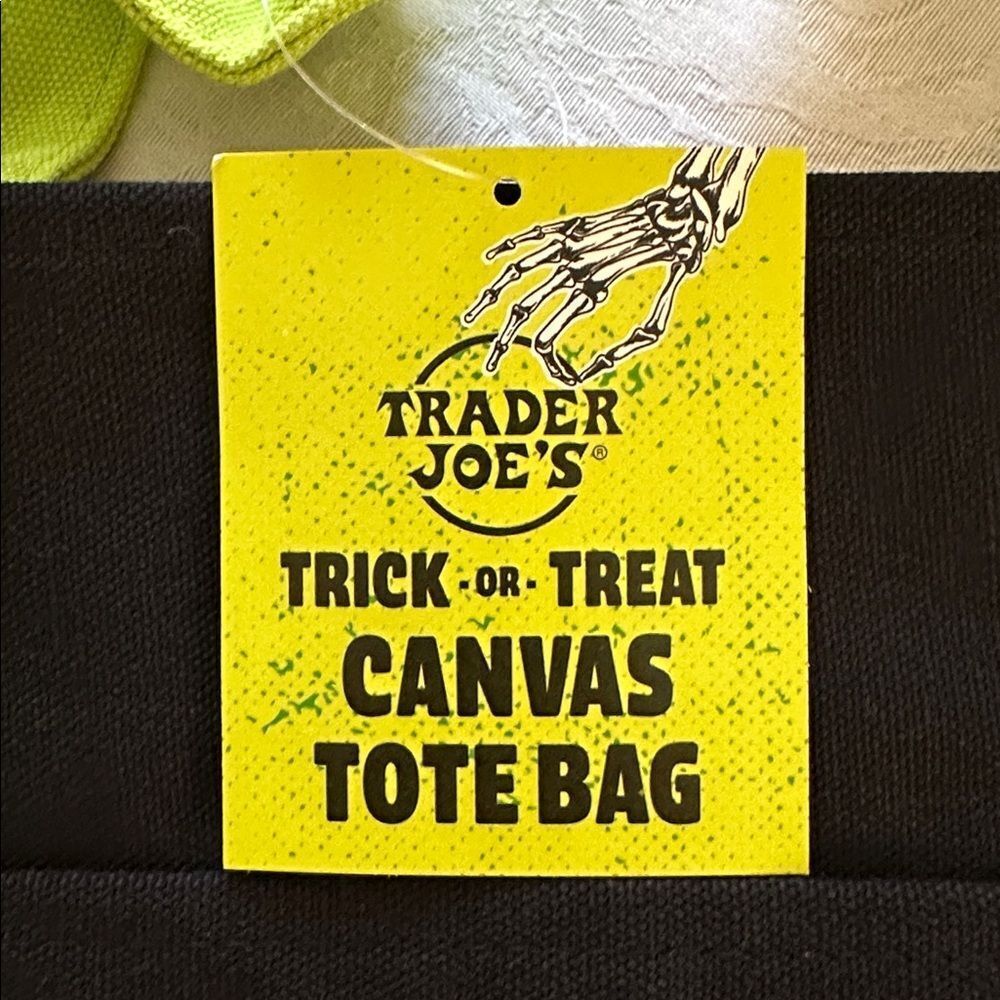 TRADER
JOE'S®
TRICK -OR- TREAT
CANVAS
TOTE BAG